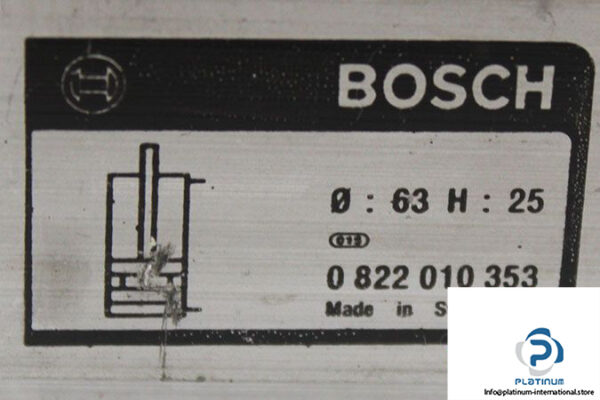 BOSCH
Ø : 63 H : 25
0 822 010 353
Made in S
PLATINUM
Info@platinum-international.store